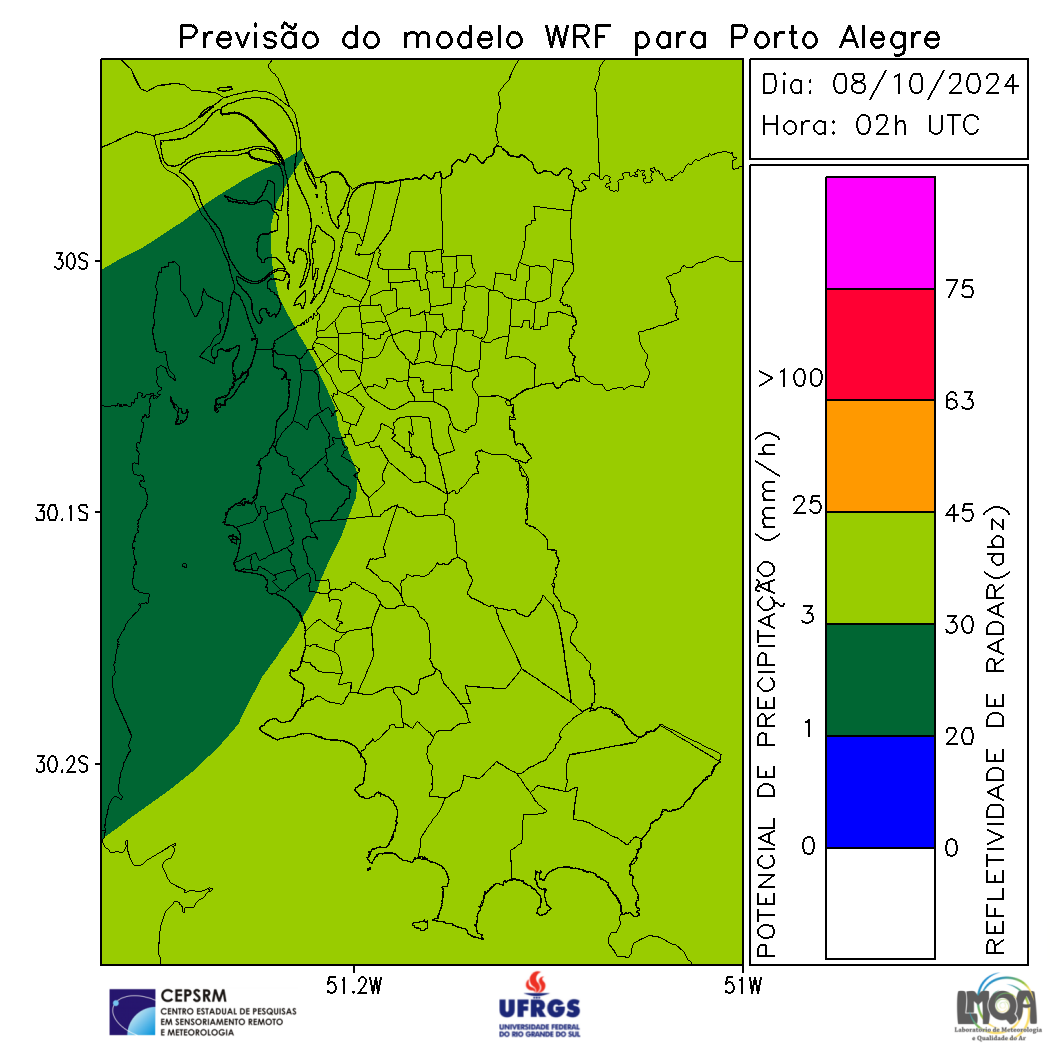 Previsão do modelo WRF para Porto Alegre
Dia: 08/10/2024
Hora: 02h UTC
30S
30.1S
30.2S
51.2W
51W
POTENCIAL DE PRECIPITAÇÃO (mm/h)
>100
25
3
1
0
75
63
45
30
20
0
REFLETIVIDADE DE RADAR(dbz)
CEPSRM
CENTRO ESTADUAL DE PESQUISAS
EM SENSORIAMENTO REMOTO
E METEOROLOGIA
UFRGS
UNIVERSIDADE FEDERAL
DO RIO GRANDE DO SUL
LMQA
Laboratório de Meteorologia
e Qualidade do Ar